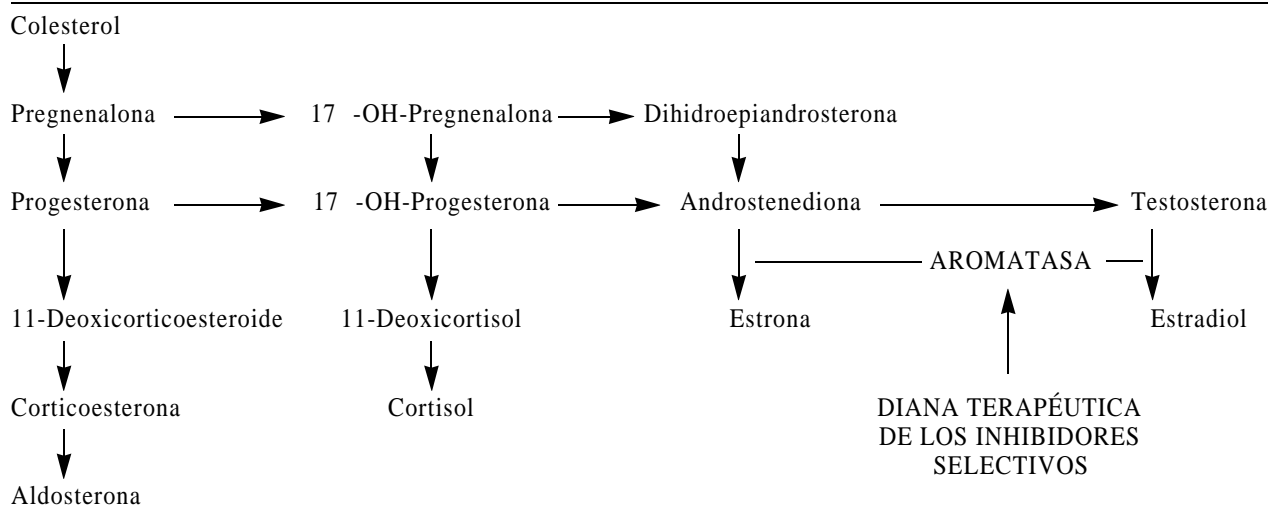 Colesterol
Pregnenalona 17 -OH-Pregnenalona Dihidroepiandrosterona
Progesterona 17 -OH-Progesterona Androstenediona Testosterona
AROMATASA
11-Deoxicorticoesteroide 11-Deoxicortisol Estrona Estradiol
Corticoesterona Cortisol DIANA TERAPÉUTICA
DE LOS INHIBIDORES
SELECTIVOS
Aldosterona